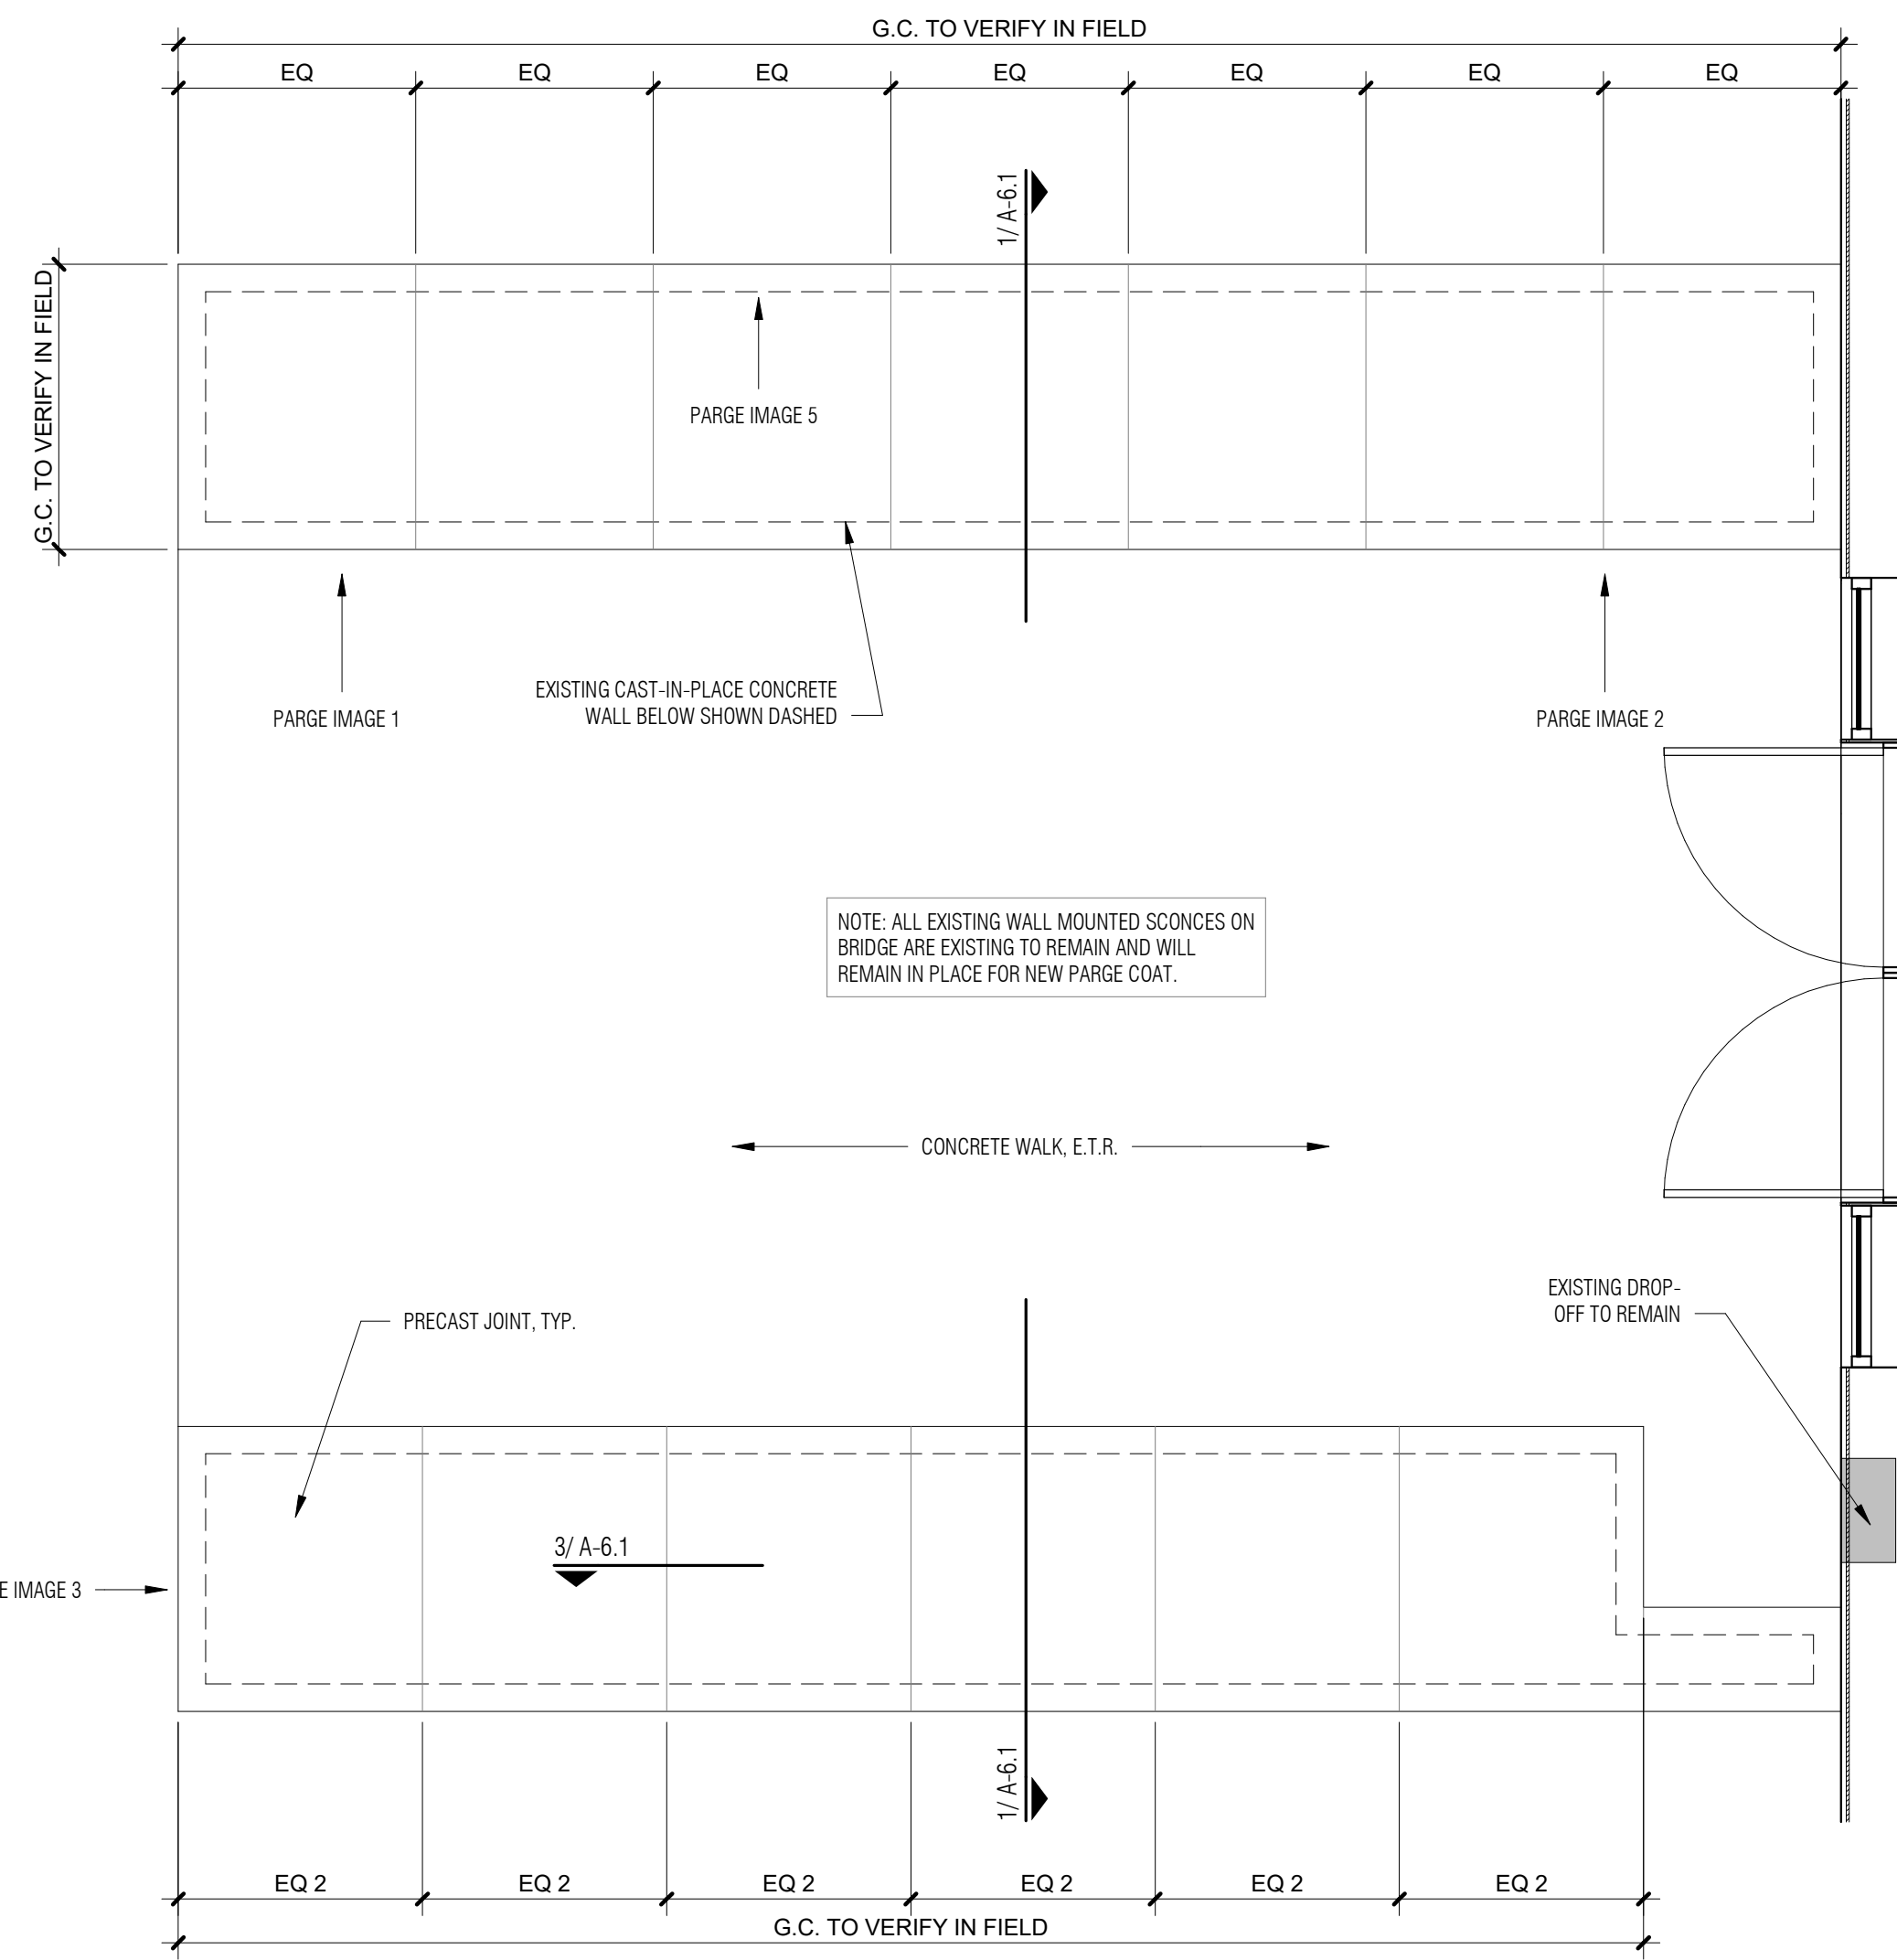 G.C. TO VERIFY IN FIELD
EQ EQ EQ EQ EQ EQ EQ
1/ A-6.1
G.C. TO VERIFY IN FIELD
PARGE IMAGE 5
EXISTING CAST-IN-PLACE CONCRETE
WALL BELOW SHOWN DASHED
PARGE IMAGE 1
PARGE IMAGE 2
NOTE: ALL EXISTING WALL MOUNTED SCONCES ON
BRIDGE ARE EXISTING TO REMAIN AND WILL
REMAIN IN PLACE FOR NEW PARGE COAT.
CONCRETE WALK, E.T.R.
EXISTING DROP-
OFF TO REMAIN
PRECAST JOINT, TYP.
3/ A-6.1
E IMAGE 3
1/ A-6.1
EQ 2 EQ 2 EQ 2 EQ 2 EQ 2 EQ 2
G.C. TO VERIFY IN FIELD